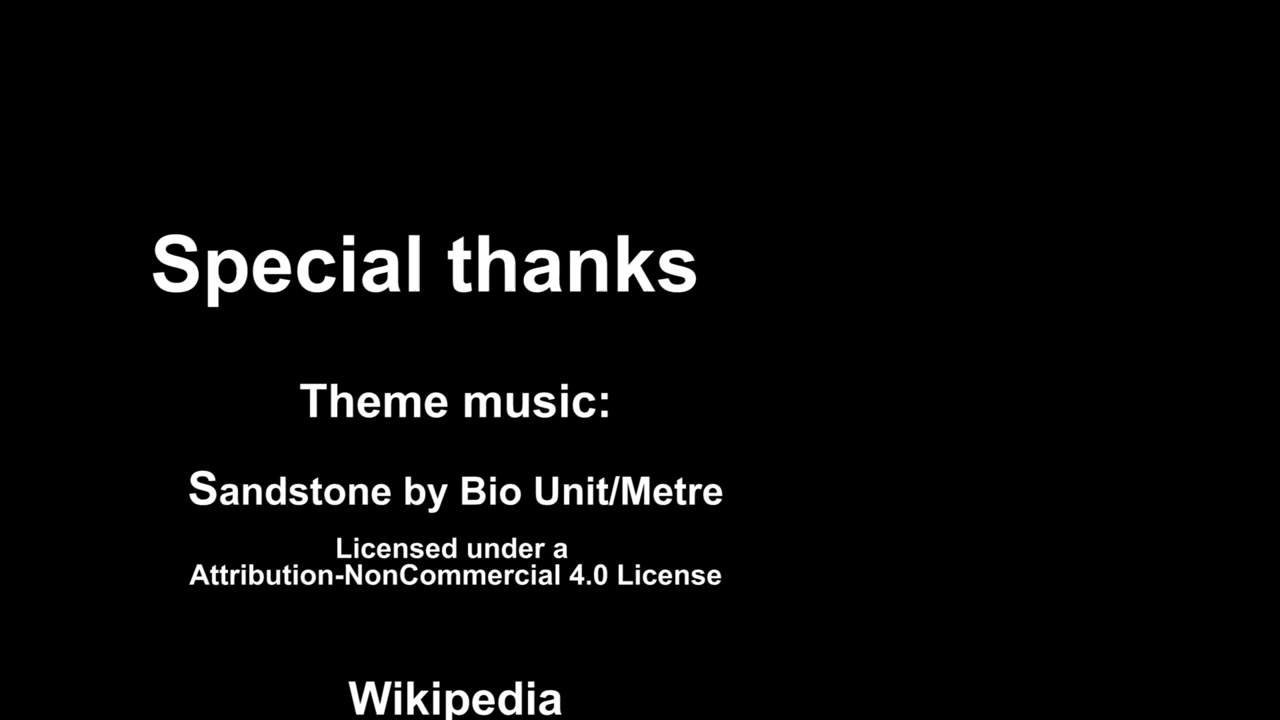 Special thanks
Theme music:
Sandstone by Bio Unit/Metre
Licensed under a
Attribution-NonCommercial 4.0 License
Wikipedia